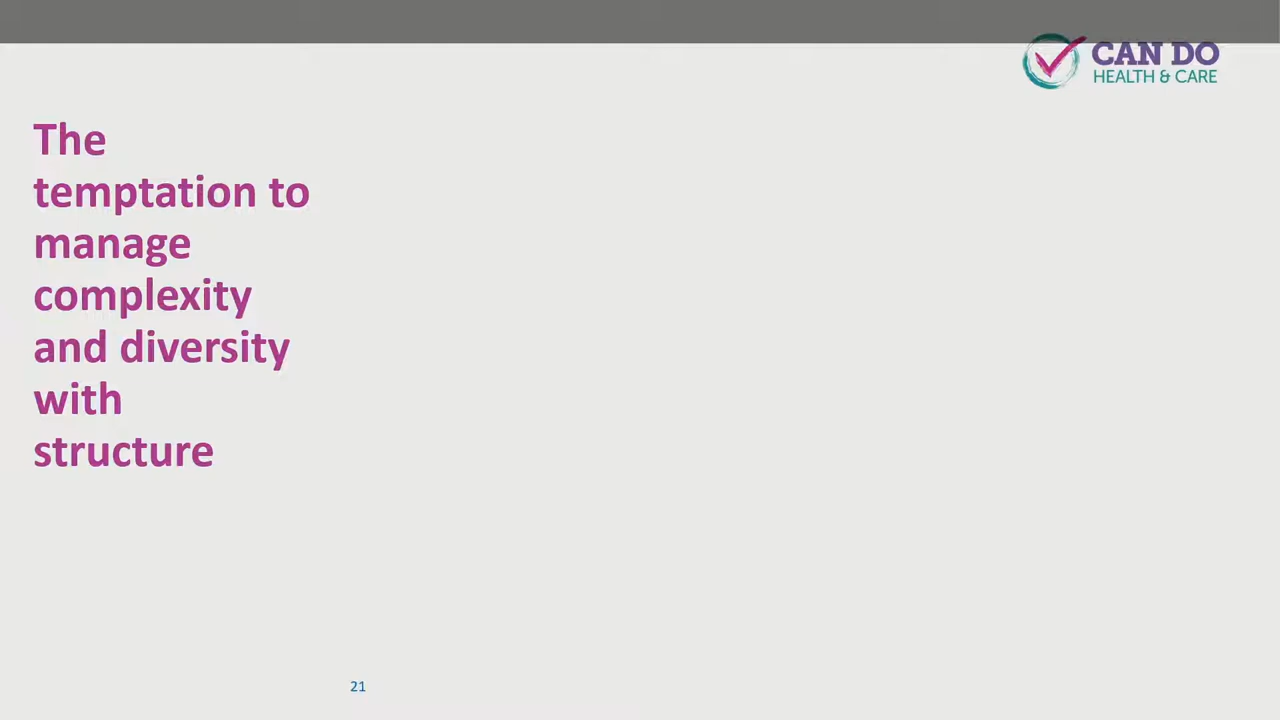 CAN DO
HEALTH & CARE
The
temptation to
manage
complexity
and diversity
with
structure
21